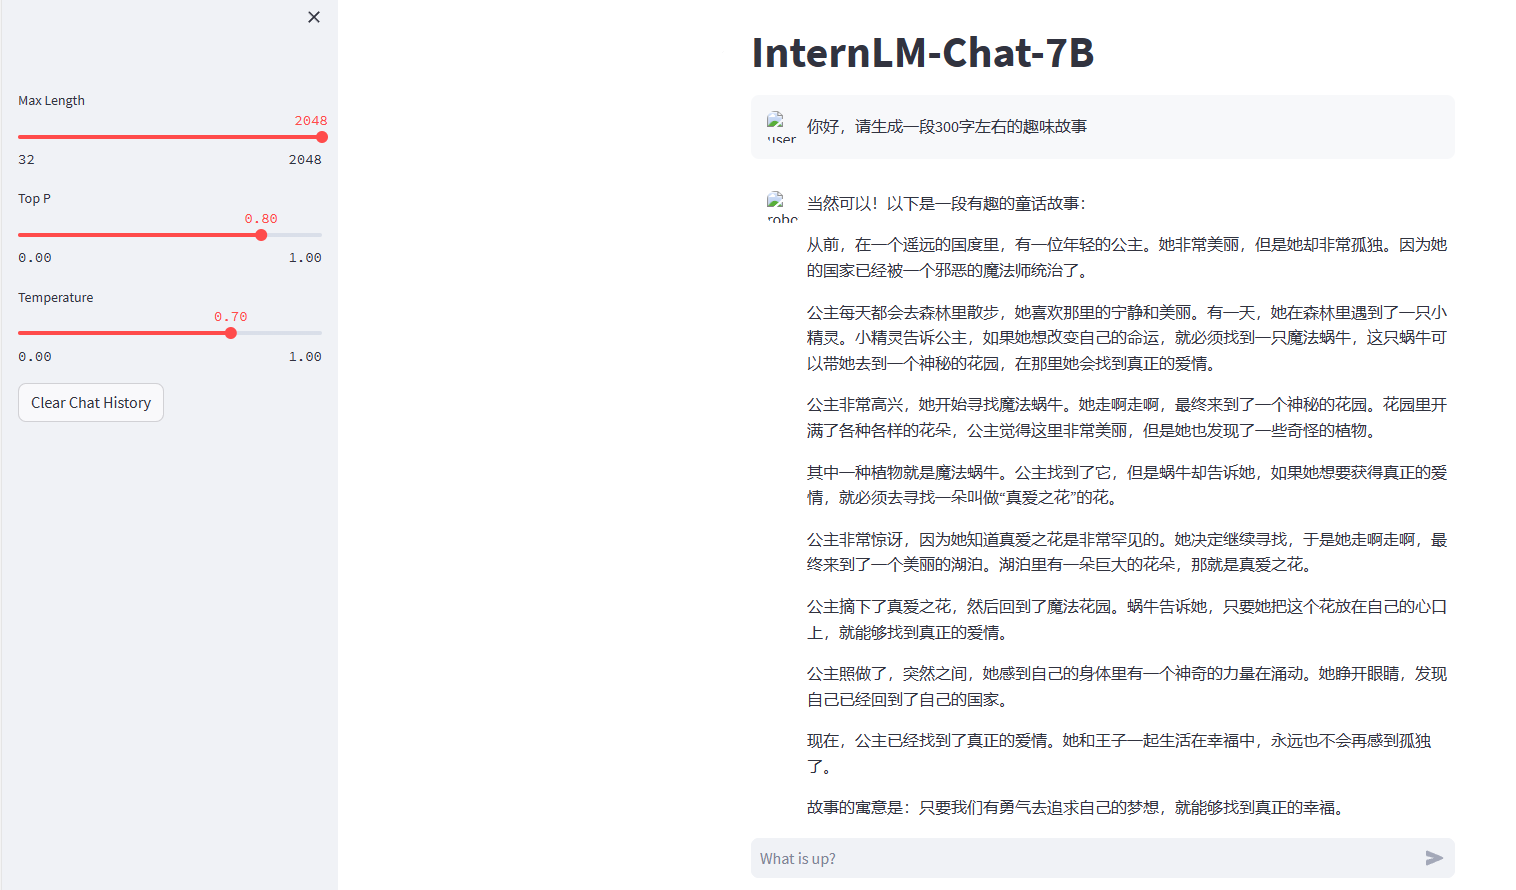 Max Length
2048
32 2048
Top P
0.80
0.00 1.00
Temperature
0.70
0.00 1.00
Clear Chat History
InternLM-Chat-7B
user
你好，请生成一段300字左右的趣味故事
当然可以！以下是一段有趣的童话故事：
从前，在一个遥远的国度里，有一位年轻的公主。她非常美丽，但是她却非常孤独。因为她
的国家已经被一个邪恶的魔法师统治了。
公主每天都会去森林里散步，她喜欢那里的宁静和美丽。有一天，她在森林里遇到了一只小
精灵。小精灵告诉公主，如果她想改变自己的命运，就必须找到一只魔法蜗牛，这只蜗牛可
以带她去到一个神秘的花园，在那里她会找到真正的爱情。
公主非常高兴，她开始寻找魔法蜗牛。她走啊走啊，最终来到了一个神秘的花园。花园里开
满了各种各样的花朵，公主觉得这里非常美丽，但是她也发现了一些奇怪的植物。
其中一种植物就是魔法蜗牛。公主找到了它，但是蜗牛却告诉她，如果她想要获得真正的爱
情，就必须去寻找一朵叫做“真爱之花”的花。
公主非常惊讶，因为她知道真爱之花是非常罕见的。她决定继续寻找，于是她走啊走啊，最
终来到了一个美丽的湖泊。湖泊里有一朵巨大的花朵，那就是真爱之花。
公主摘下了真爱之花，然后回到了魔法花园。蜗牛告诉她，只要她把这个花放在自己的心口
上，就能够找到真正的爱情。
公主照做了，突然之间，她感到自己的身体里有一个神奇的力量在涌动。她睁开眼睛，发现
自己已经回到了自己的国家。
现在，公主已经找到了真正的爱情。她和王子一起生活在幸福中，永远也不会再感到孤独
了。
故事的寓意是：只要我们有勇气去追求自己的梦想，就能够找到真正的幸福。
What is up?